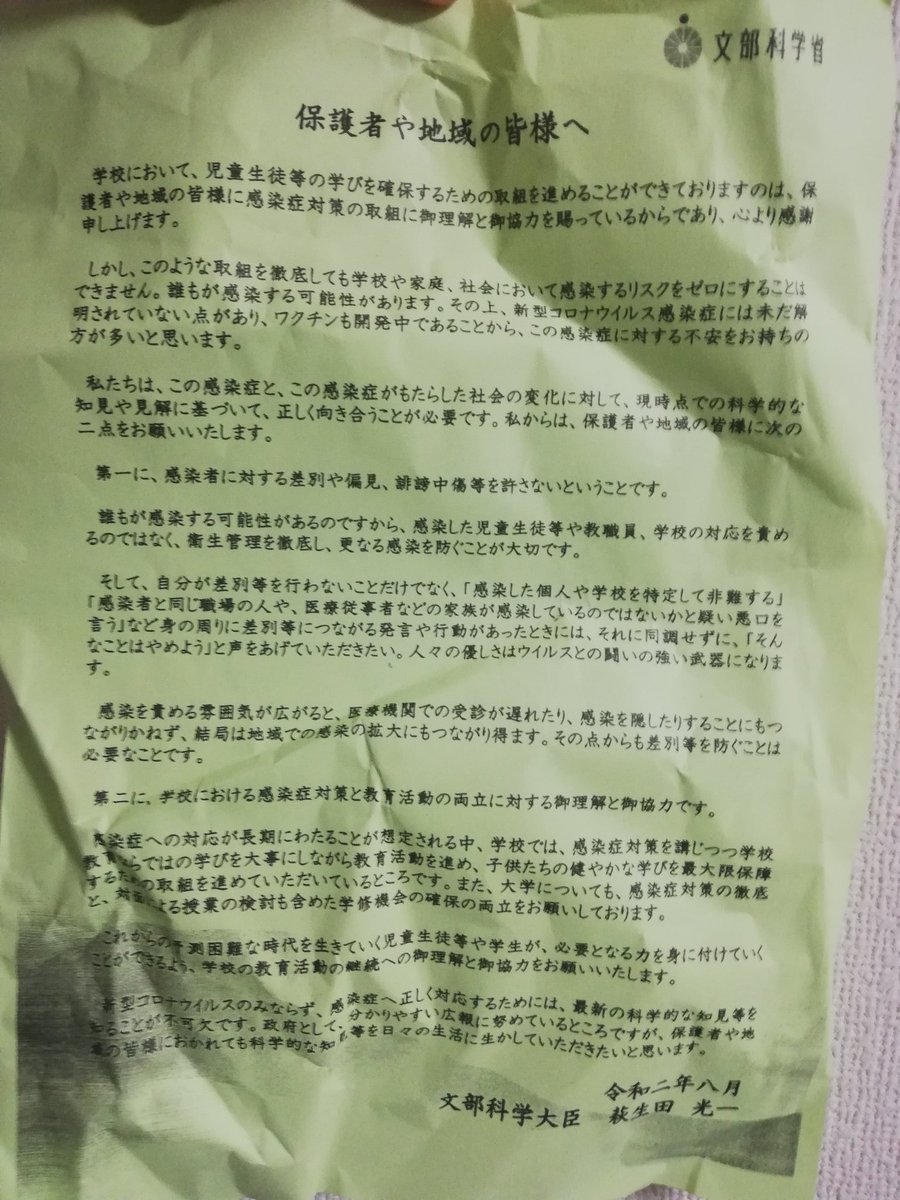 文部科学省
保護者や地域の皆様へ
学校において、児童生徒等の学びを確保するための取組を進めることができておりますのは、保
護者や地域の皆様に感染症対策の取組に御理解と御協力を賜っているからであり、心より感謝
申し上げます。
しかし、このような取組を徹底しても学校や家庭、社会において感染するリスクをゼロにすることは
できません。誰もが感染する可能性があります。その上、新型コロナウイルス感染症には未だ解
明されていない点があり、ワクチンも開発中であることから、この感染症に対する不安をお持ちの
方が多いと思います。
私たちは、この感染症と、この感染症がもたらした社会の変化に対して、現時点での科学的な
知見や見解に基づいて、正しく向き合うことが必要です。私からは、保護者や地域の皆様に次の
二点をお願いいたします。
第一に、感染者に対する差別や偏見、誹謗中傷等を許さないということです。
誰もが感染する可能性があるのですから、感染した児童生徒等や教職員、学校の対応を責め
るのではなく、衛生管理を徹底し、更なる感染を防ぐことが大切です。
そして、自分が差別等を行わないことだけでなく、「感染した個人や学校を特定して非難する」
「感染者と同じ職場の人や、医療従事者などの家族が感染しているのではないかと疑い悪口を
言う」など身の周りに差別等につながる発言や行動があったときには、それに同調せずに、「そん
なことはやめよう」と声をあげていただきたい。人々の優しさはウイルスとの闘いの強い武器になりま
す。
感染を責める雰囲気が広がると、医療機関での受診が遅れたり、感染を隠したりすることにもつ
ながりかねず、結局は地域での感染の拡大にもつながり得ます。その点からも差別等を防ぐことは
必要なことです。
第二に、学校における感染症対策と教育活動の両立に対する御理解と御協力です。
感染症への対応が長期にわたることが想定される中、学校では、感染症対策を講じつつ学校
教育ならではの学びを大事にしながら教育活動を進め、子供たちの健やかな学びを最大限保障
するための取組を進めていただいているところです。また、大学についても、感染症対策の徹底
と、対面による授業の検討も含めた学修機会の確保の両立をお願いしております。
これからの予測困難な時代を生きていく児童生徒等や学生が、必要となる力を身に付けていく
ことができるよう、学校の教育活動の継続への御理解と御協力をお願いいたします。
新型コロナウイルスのみならず、感染症へ正しく対応するためには、最新の科学的な知見等を
知ることが不可欠です。政府として、分かりやすい広報に努めているところですが、保護者や地
域の皆様におかれても科学的な知見等を日々の生活に生かしていただきたいと思います。
令和二年八月
文部科学大臣 萩生田 光一